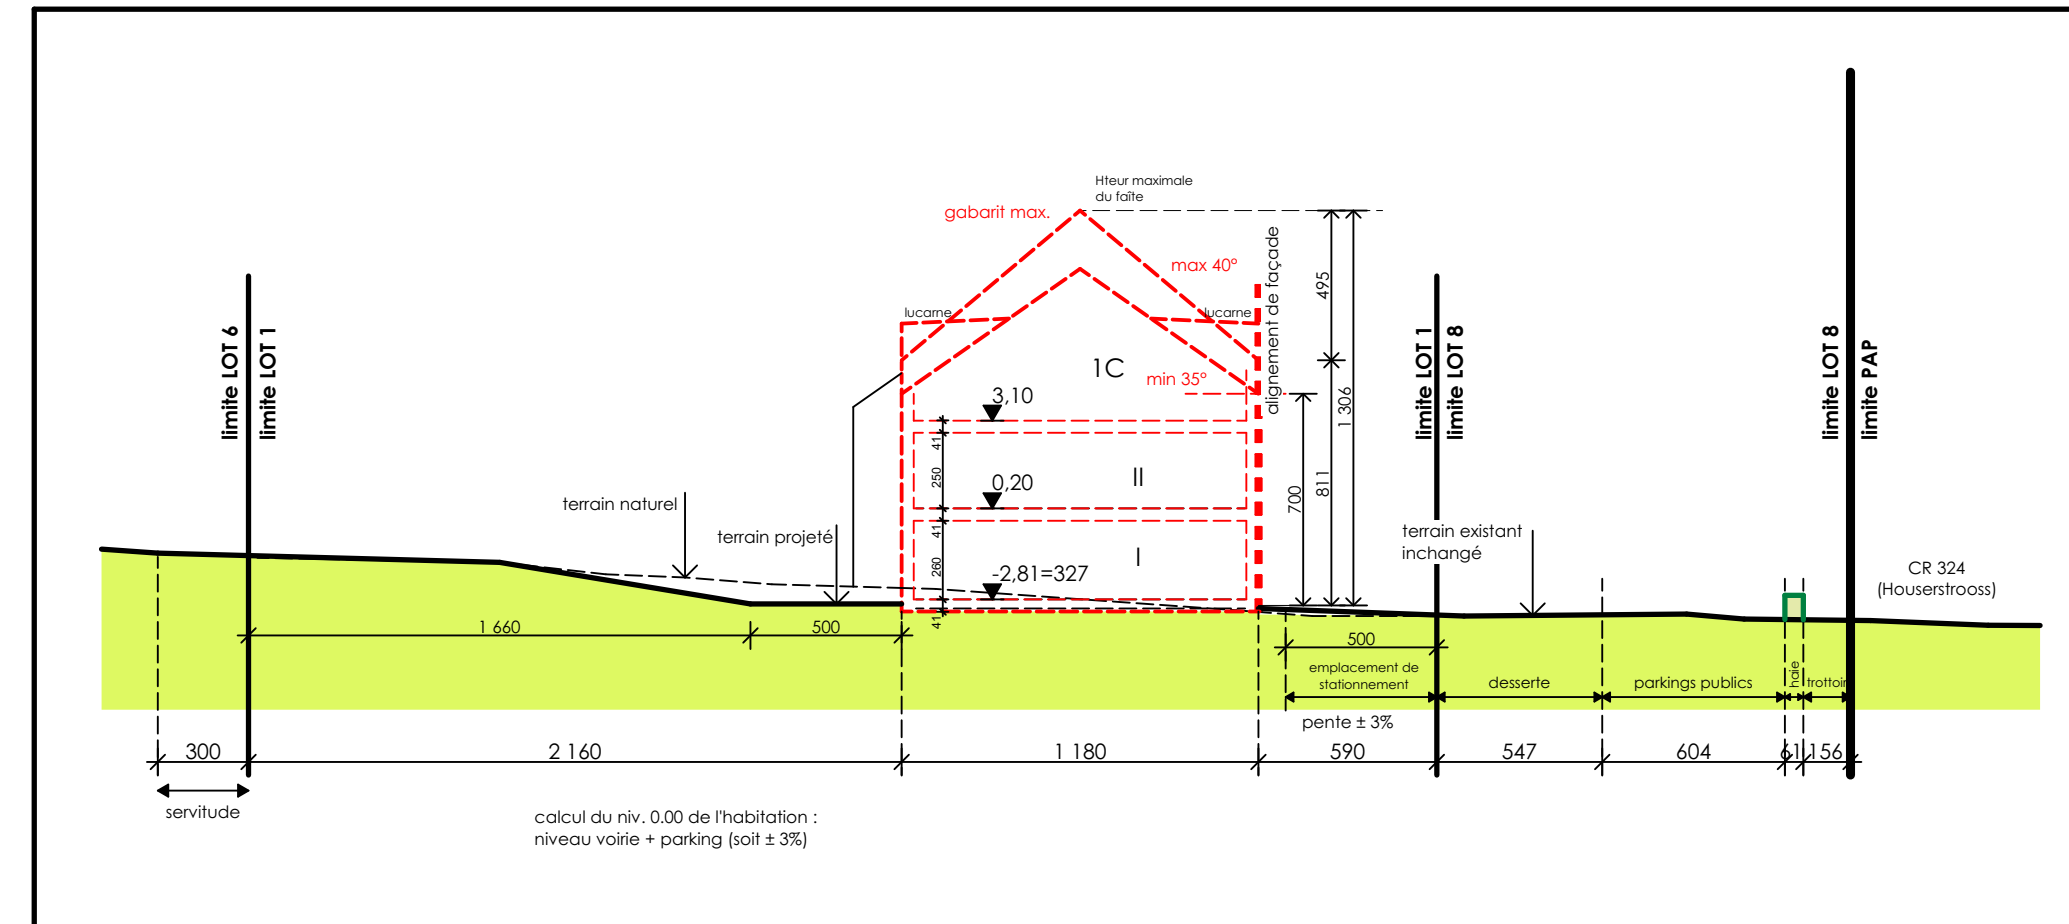 Hteur maximale
du faîte
gabarit max.
max 40°
alignement de façade
495
lucarne
lucarne
limite LOT 6
limite LOT 1
limite LOT 1
limite LOT 8
limite LOT 8
limite PAP
1C
min 35°
3,10
1 306
41
250
II
0,20
811
700
terrain naturel
terrain projeté
41
260
I
-2,81=327
41
terrain existant
inchangé
CR 324
(Houserstrooss)
1 660
500
500
emplacement de
stationnement
desserte
parkings publics
haie
trottoir
pente ± 3%
300
2 160
1 180
590
547
604
61
156
servitude
calcul du niv. 0.00 de l'habitation :
niveau voirie + parking (soit ± 3%)